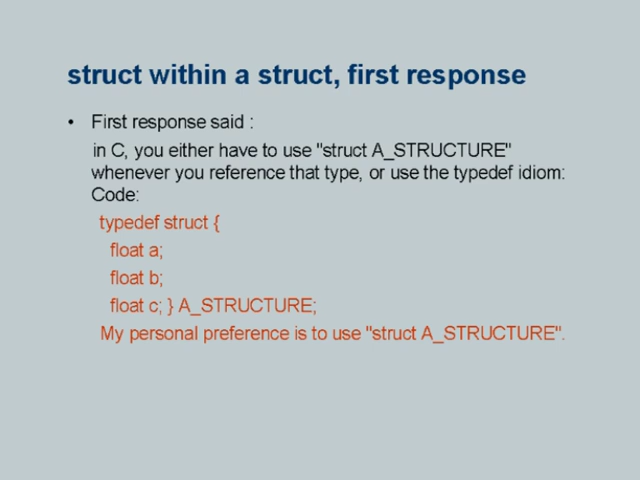 struct within a struct, first response
• First response said :
in C, you either have to use "struct A_STRUCTURE"
whenever you reference that type, or use the typedef idiom:
Code:
typedef struct {
float a;
float b;
float c; } A_STRUCTURE;
My personal preference is to use "struct A_STRUCTURE".